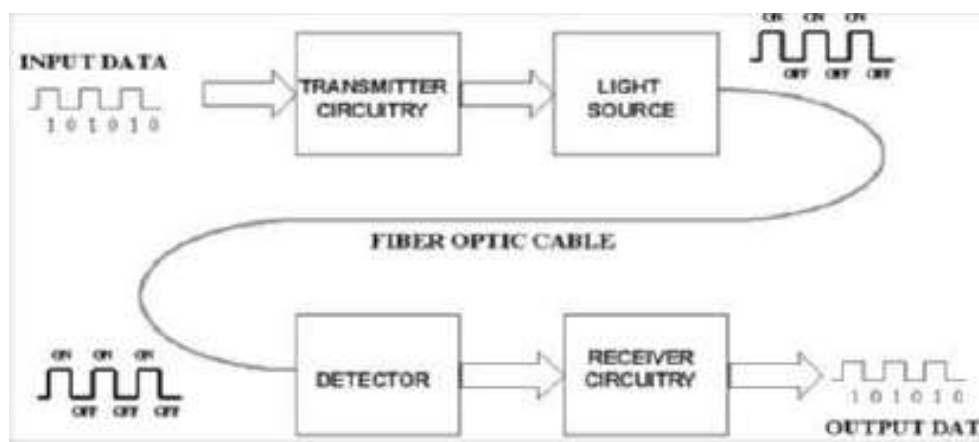 ON ON ON
OFF OFF OFF
INPUT DATA
1 0 1 0 1 0
TRANSMITTER
CIRCUITRY
LIGHT
SOURCE
FIBER OPTIC CABLE
ON ON ON
OFF OFF OFF
DETECTOR
RECEIVER
CIRCUITRY
1 0 1 0 1 0
OUTPUT DAT